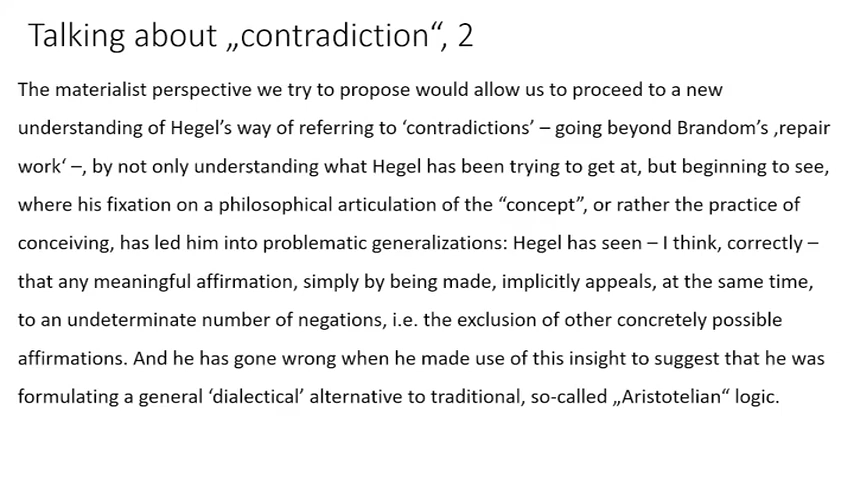 Talking about „contradiction“, 2
The materialist perspective we try to propose would allow us to proceed to a new
understanding of Hegel’s way of referring to ‘contradictions’ – going beyond Brandom’s ‚repair
work‘ –, by not only understanding what Hegel has been trying to get at, but beginning to see,
where his fixation on a philosophical articulation of the “concept”, or rather the practice of
conceiving, has led him into problematic generalizations: Hegel has seen – I think, correctly –
that any meaningful affirmation, simply by being made, implicitly appeals, at the same time,
to an undeterminate number of negations, i.e. the exclusion of other concretely possible
affirmations. And he has gone wrong when he made use of this insight to suggest that he was
formulating a general ‘dialectical’ alternative to traditional, so-called „Aristotelian“ logic.